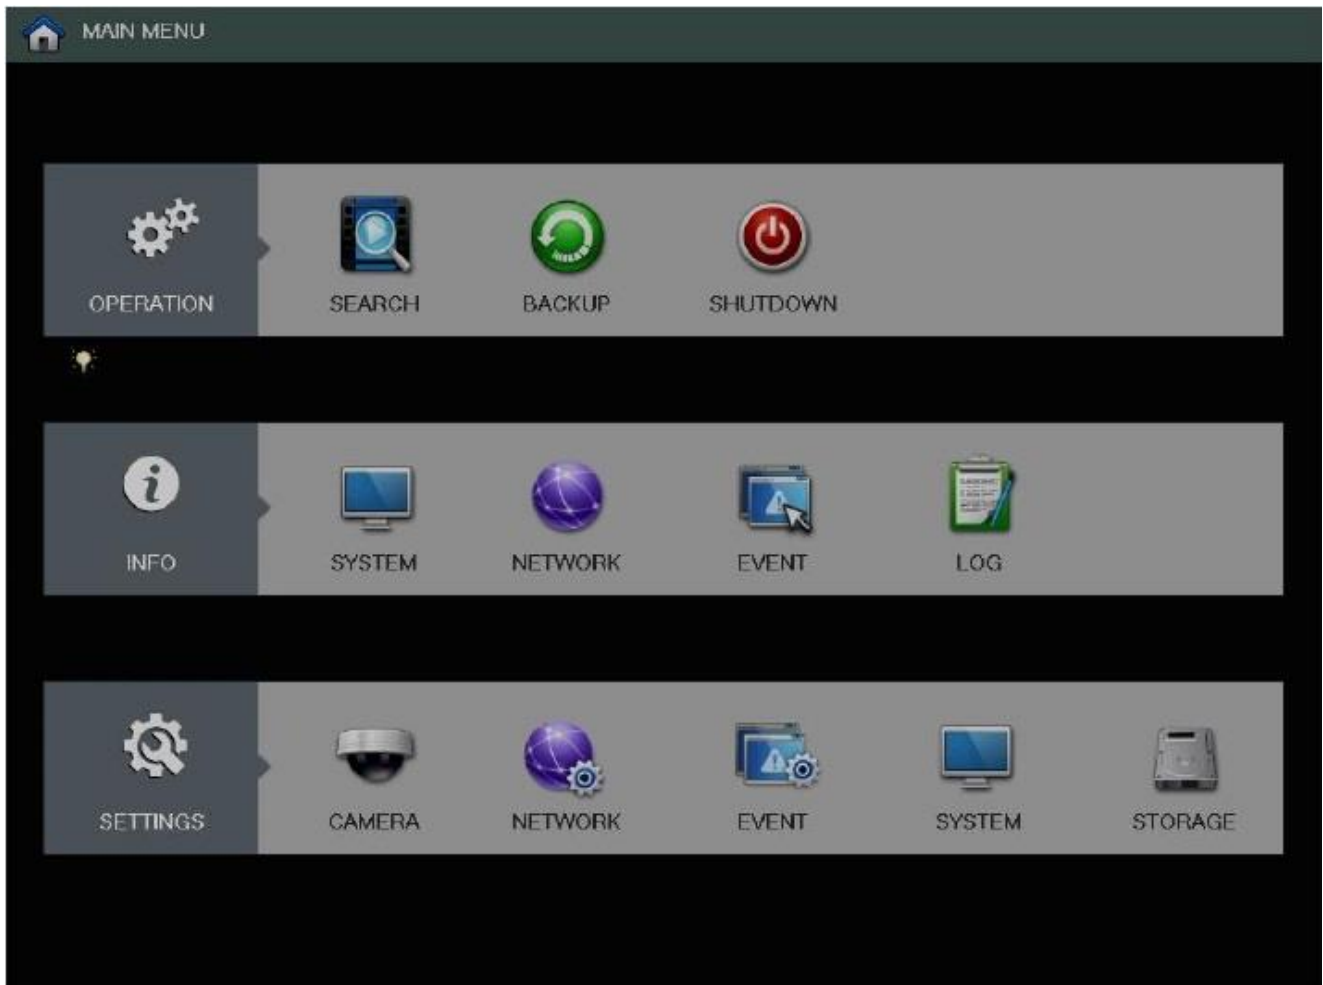 MAIN MENU
OPERATION
SEARCH
BACKUP
SHUTDOWN
INFO
SYSTEM
NETWORK
EVENT
LOG
SETTINGS
CAMERA
NETWORK
EVENT
SYSTEM
STORAGE